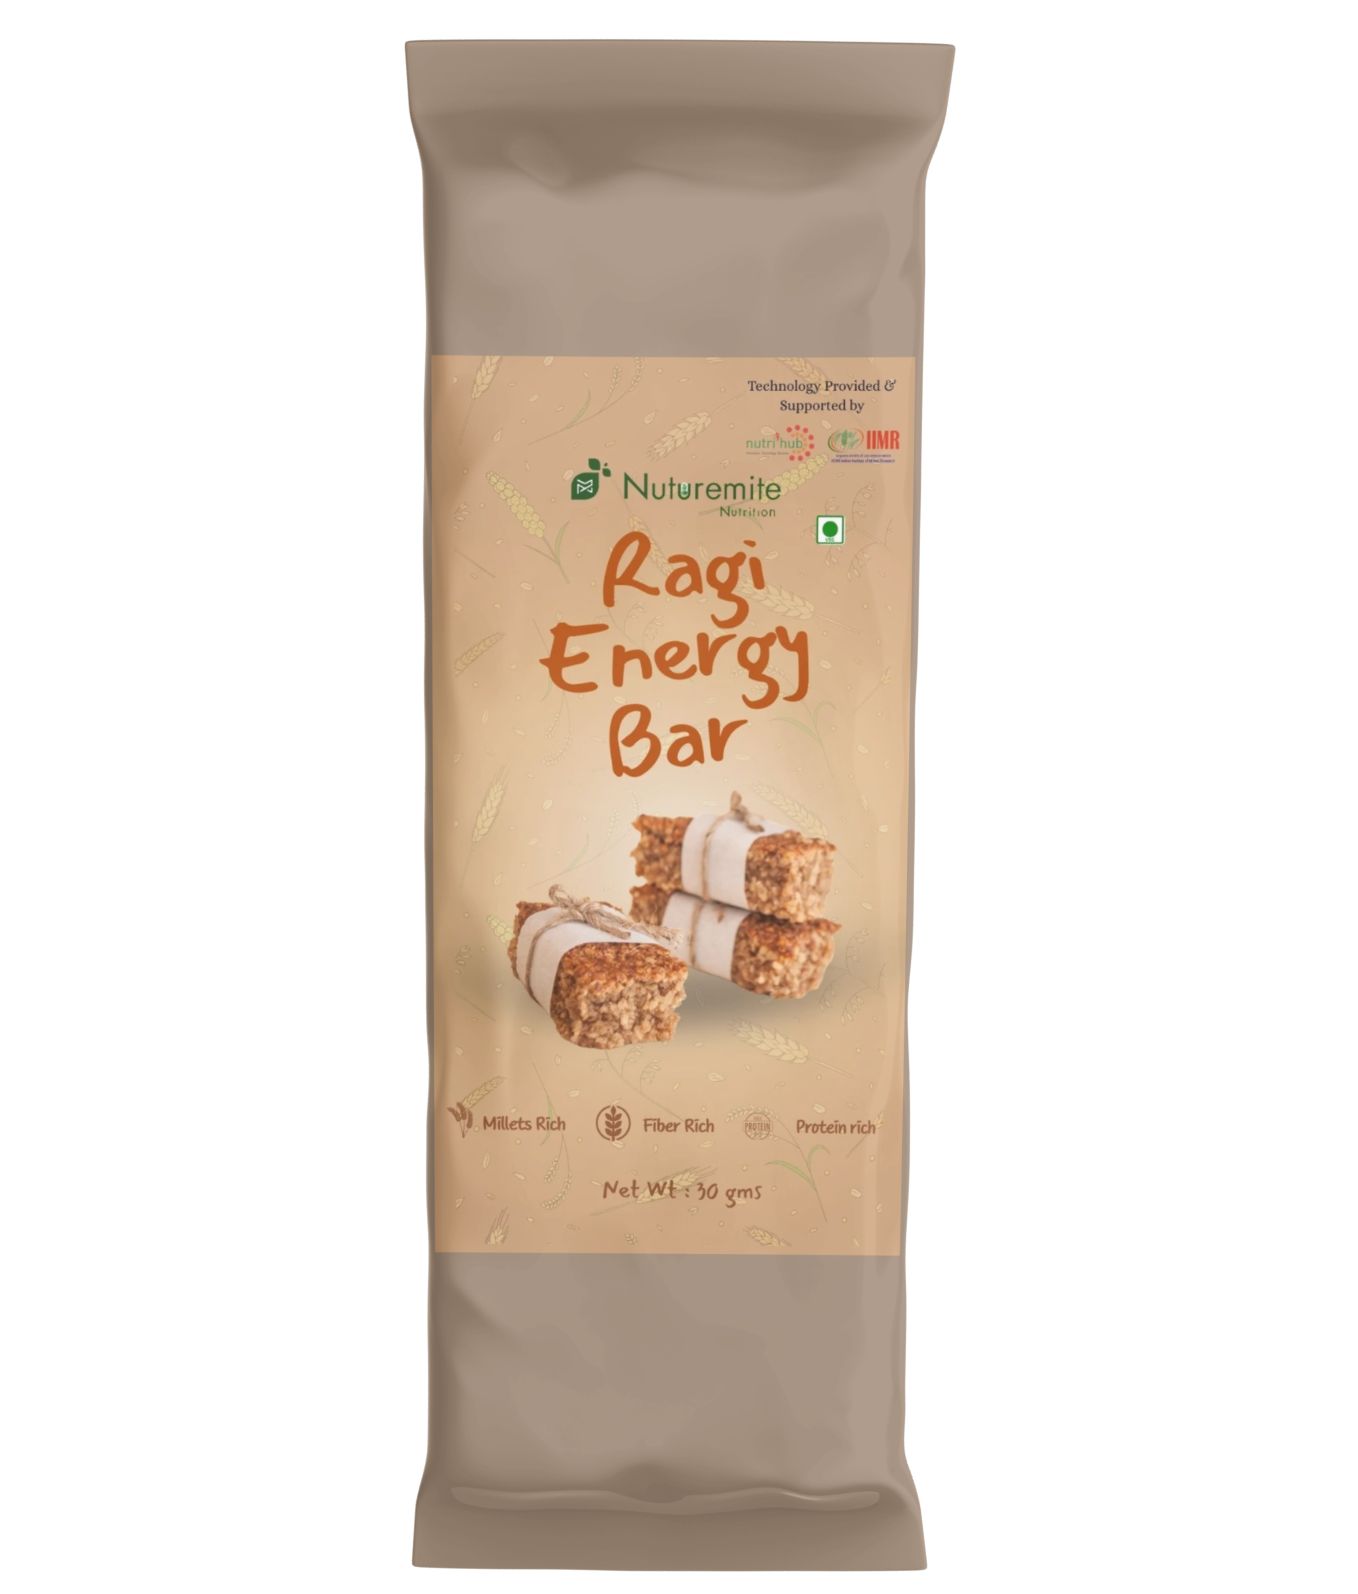 Technology Provided &
Supported by
nutri hub
IIMR
Nuturemite
Nutrition
Ragi
Energy
Bar
Millets Rich
Fiber Rich
PROTEIN
Protein rich
Net Wt : 30 gms